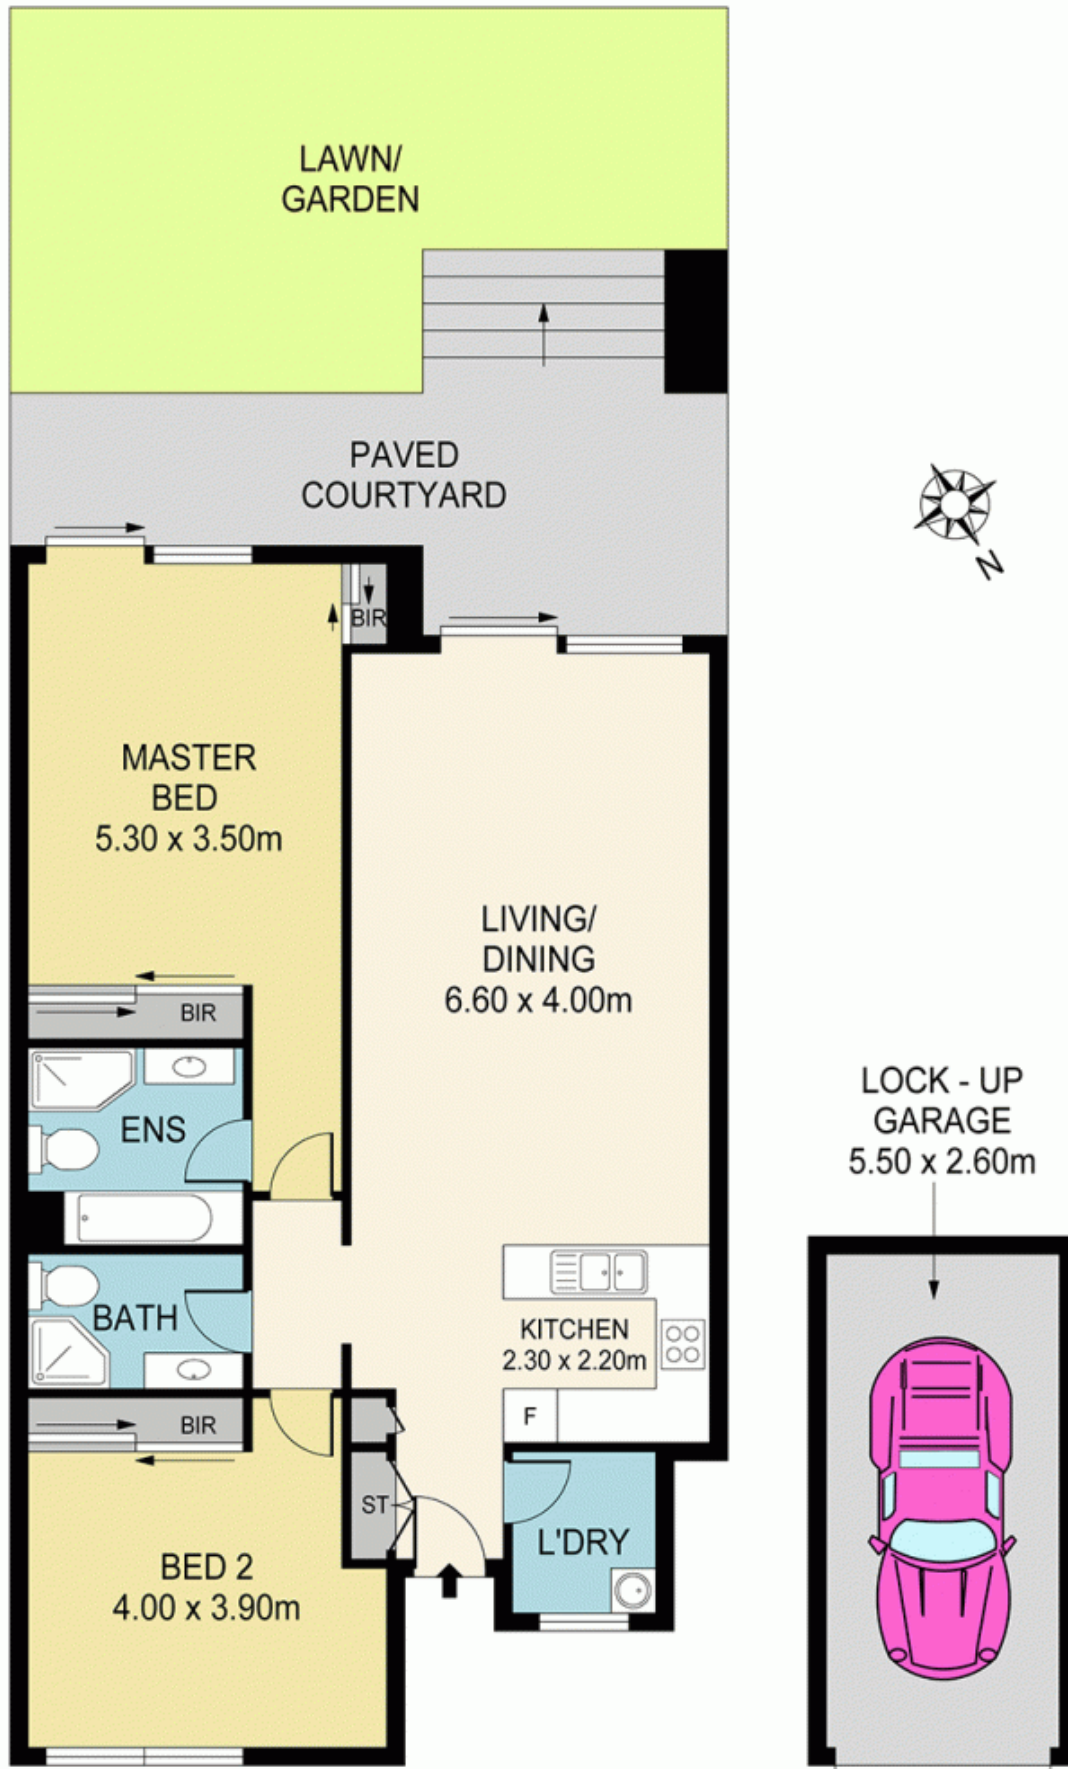 LAWN/
GARDEN
PAVED
COURTYARD
N
BIR
MASTER
BED
5.30 x 3.50m
LIVING/
DINING
6.60 x 4.00m
BIR
ENS
LOCK - UP
GARAGE
5.50 x 2.60m
BATH
KITCHEN
2.30 x 2.20m
BIR
F
ST
L'DRY
BED 2
4.00 x 3.90m